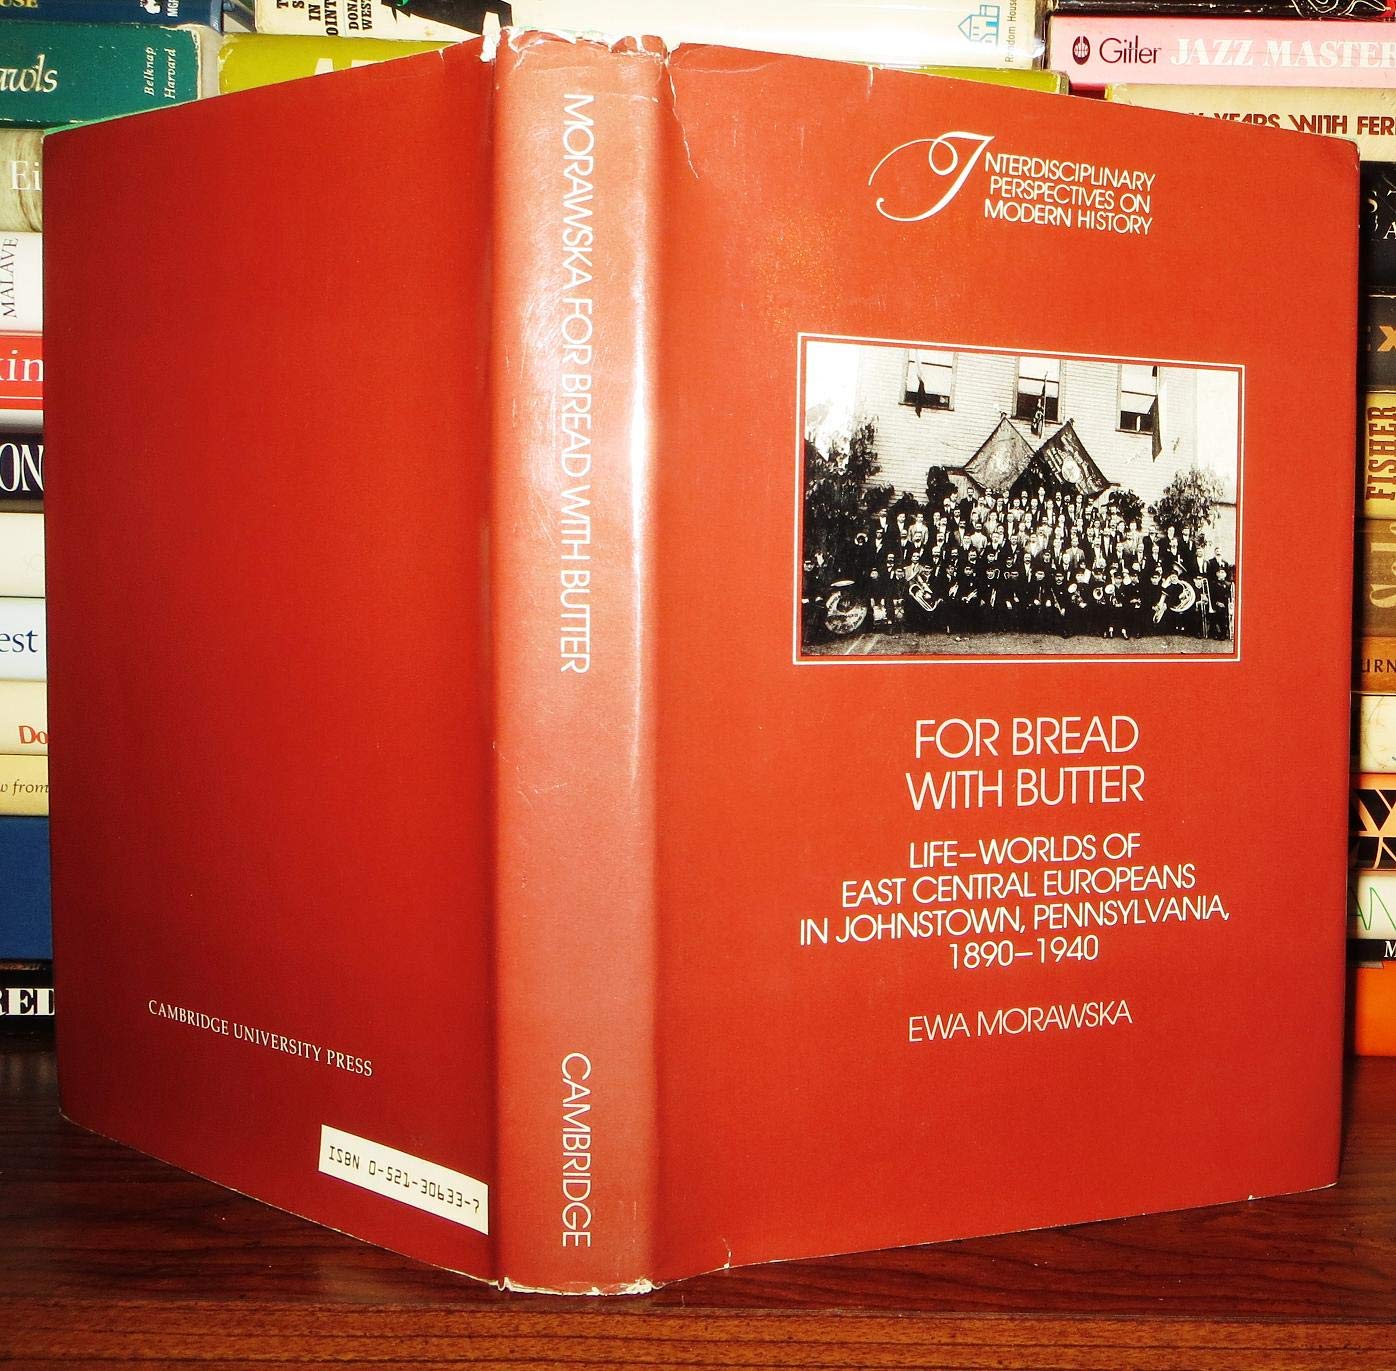 INTERDISCIPLINARY
PERSPECTIVES ON
MODERN HISTORY
FOR BREAD
WITH BUTTER
LIFE–WORLDS OF
EAST CENTRAL EUROPEANS
IN JOHNSTOWN, PENNSYLVANIA,
1890–1940
EWA MORAWSKA
MORAWSKA FOR BREAD WITH BUTTER
CAMBRIDGE
CAMBRIDGE UNIVERSITY PRESS
ISBN 0-521-30633-7
Belknap
Harvard
MALAVE
Random House
Gitler JAZZ MASTER
YEARS WITH FER
FISHER